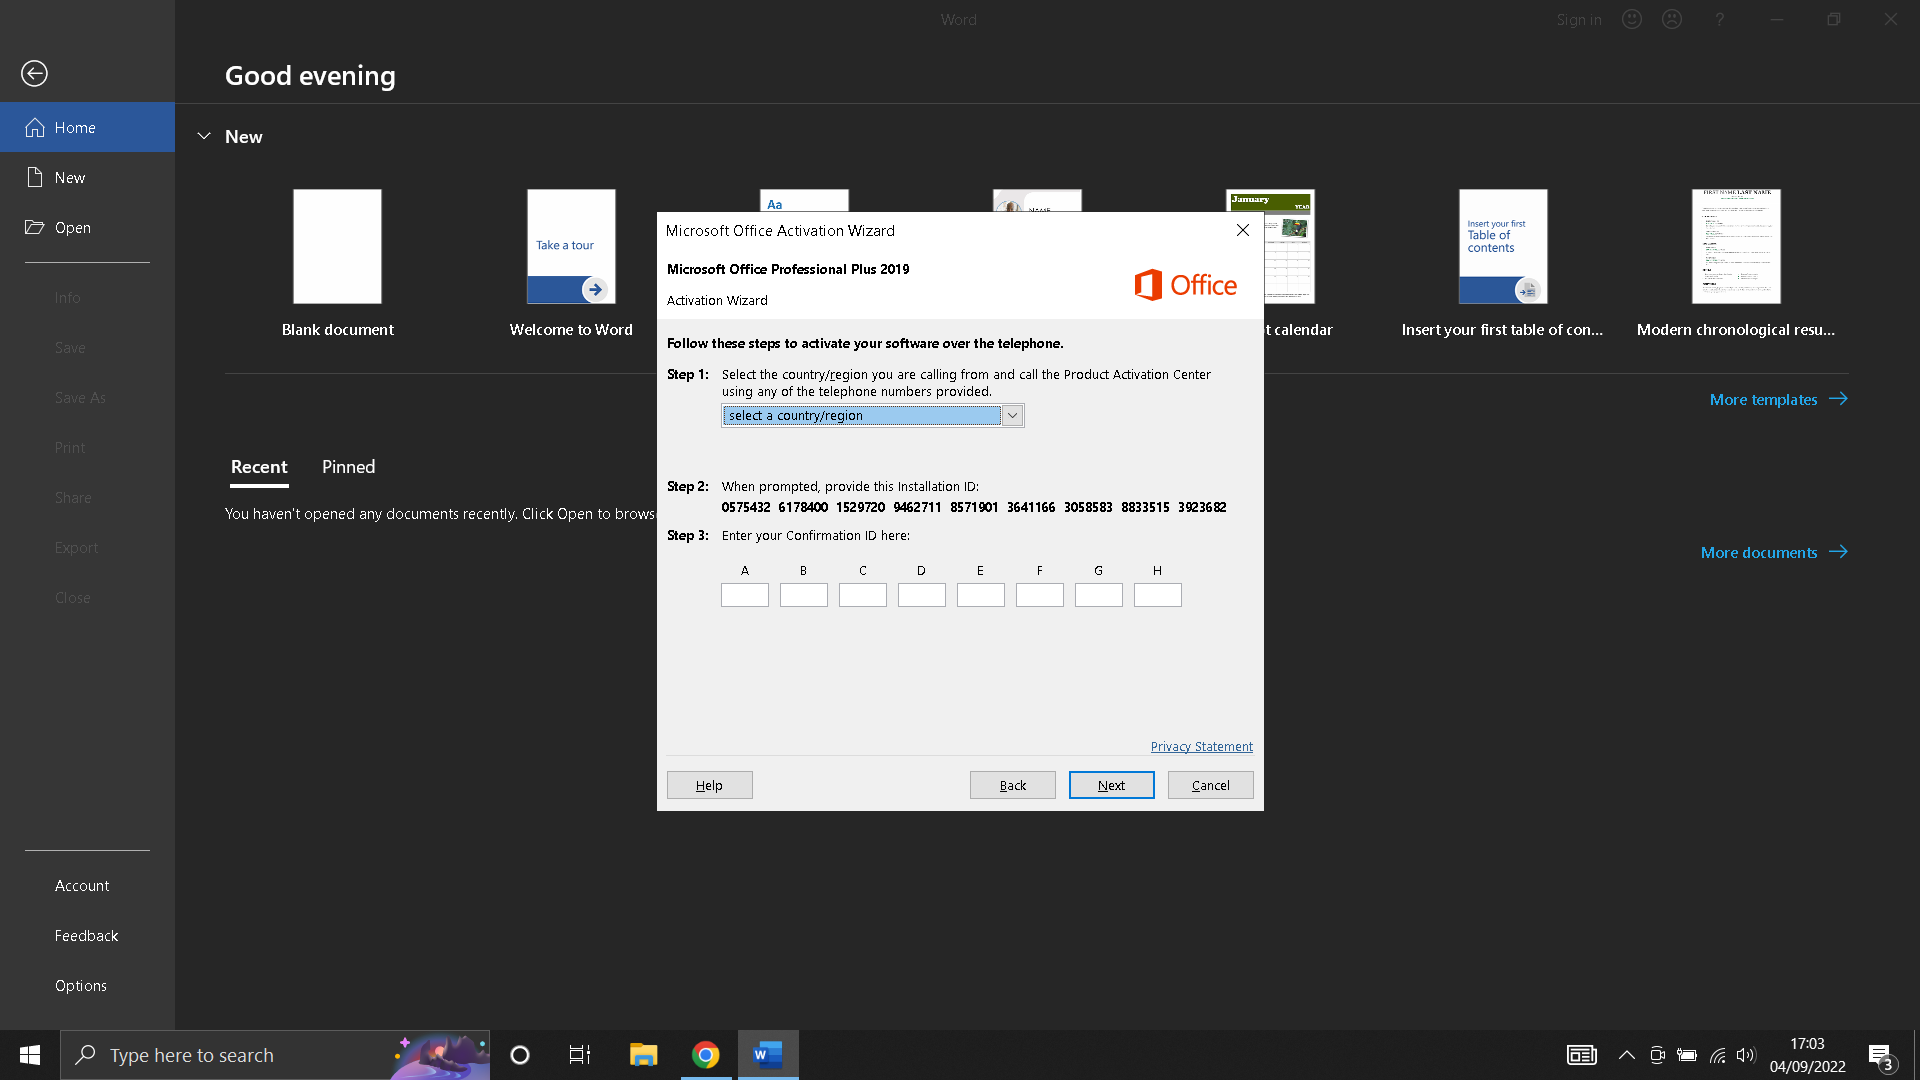 Word
Sign in
?
Good evening
Home
New
Open
Info
Save
Save As
Print
Share
Export
Close
Account
Feedback
Options
New
Take a tour
Aa
NAME
January
YEAR
Insert your first
Table of
contents
FIRST NAME LAST NAME
Blank document
Welcome to Word
t calendar
Insert your first table of con...
Modern chronological resu...
More templates
Recent Pinned
You haven't opened any documents recently. Click Open to brows
More documents
Microsoft Office Activation Wizard
Microsoft Office Professional Plus 2019
Activation Wizard
Office
Follow these steps to activate your software over the telephone.
Step 1: Select the country/region you are calling from and call the Product Activation Center
using any of the telephone numbers provided.
select a country/region
Step 2: When prompted, provide this Installation ID:
0575432 6178400 1529720 9462711 8571901 3641166 3058583 8833515 3923682
Step 3: Enter your Confirmation ID here:
A B C D E F G H
Privacy Statement
Help Back Next Cancel
Type here to search
W
17:03
04/09/2022
3